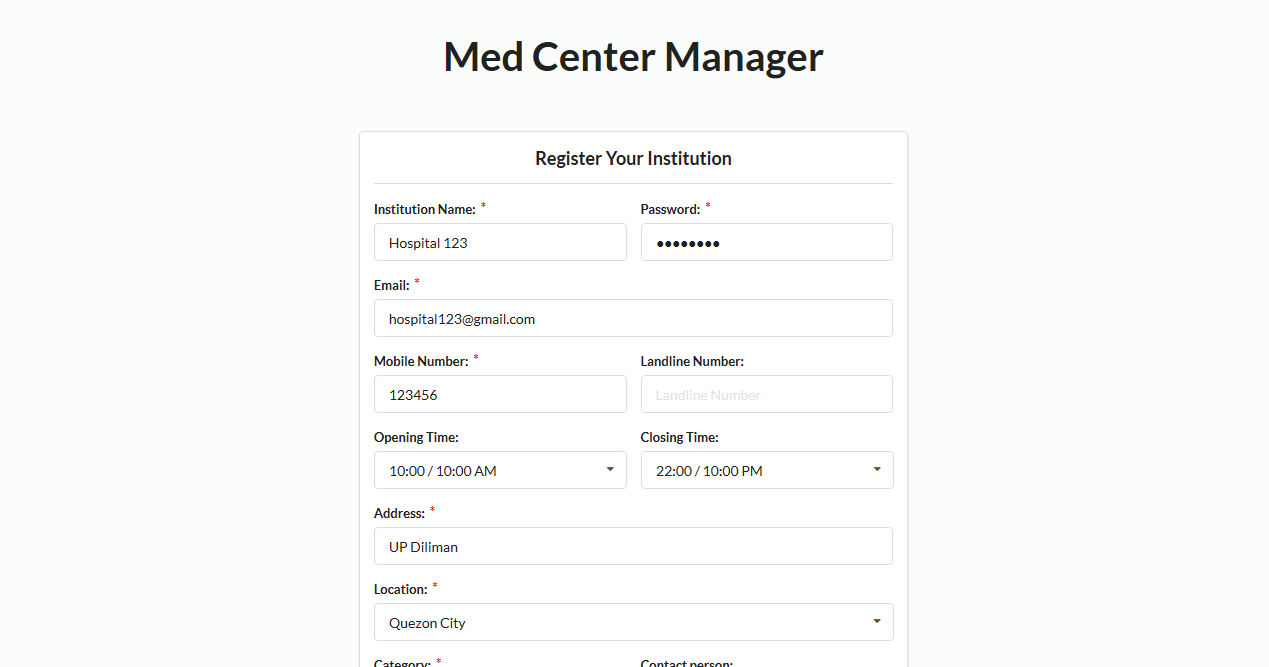 Med Center Manager
Register Your Institution
Institution Name: * Password: *
Hospital 123 ••••••••
Email: *
hospital123@gmail.com
Mobile Number: * Landline Number:
123456 Landline Number
Opening Time: Closing Time:
10:00 / 10:00 AM 22:00 / 10:00 PM
Address: *
UP Diliman
Location: *
Quezon City
Category: * Contact person: